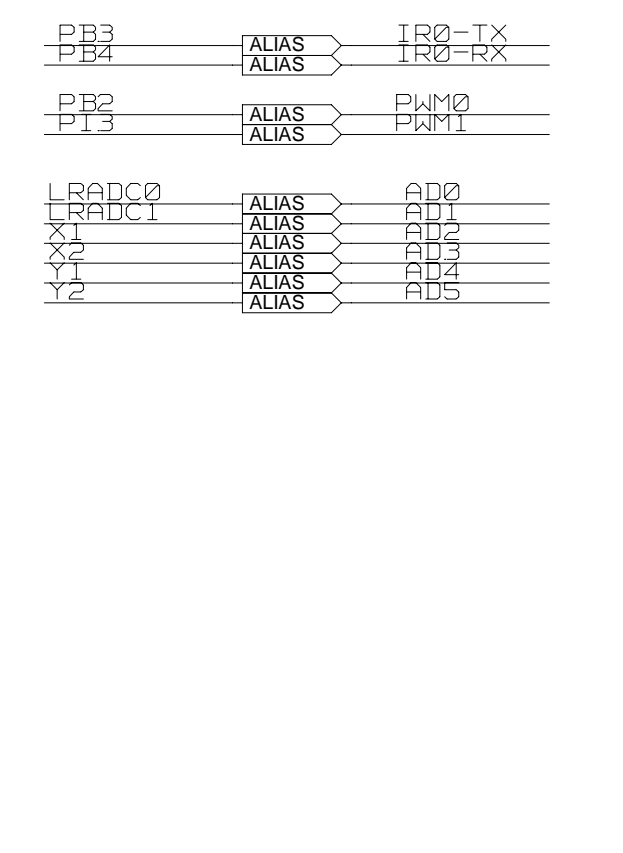 PB3 ALIAS IR0-TX
PB4 ALIAS IR0-RX
PB2 ALIAS PWM0
PI3 ALIAS PWM1
LRADC0 ALIAS AD0
LRADC1 ALIAS AD1
X1 ALIAS AD2
X2 ALIAS AD3
Y1 ALIAS AD4
Y2 ALIAS AD5